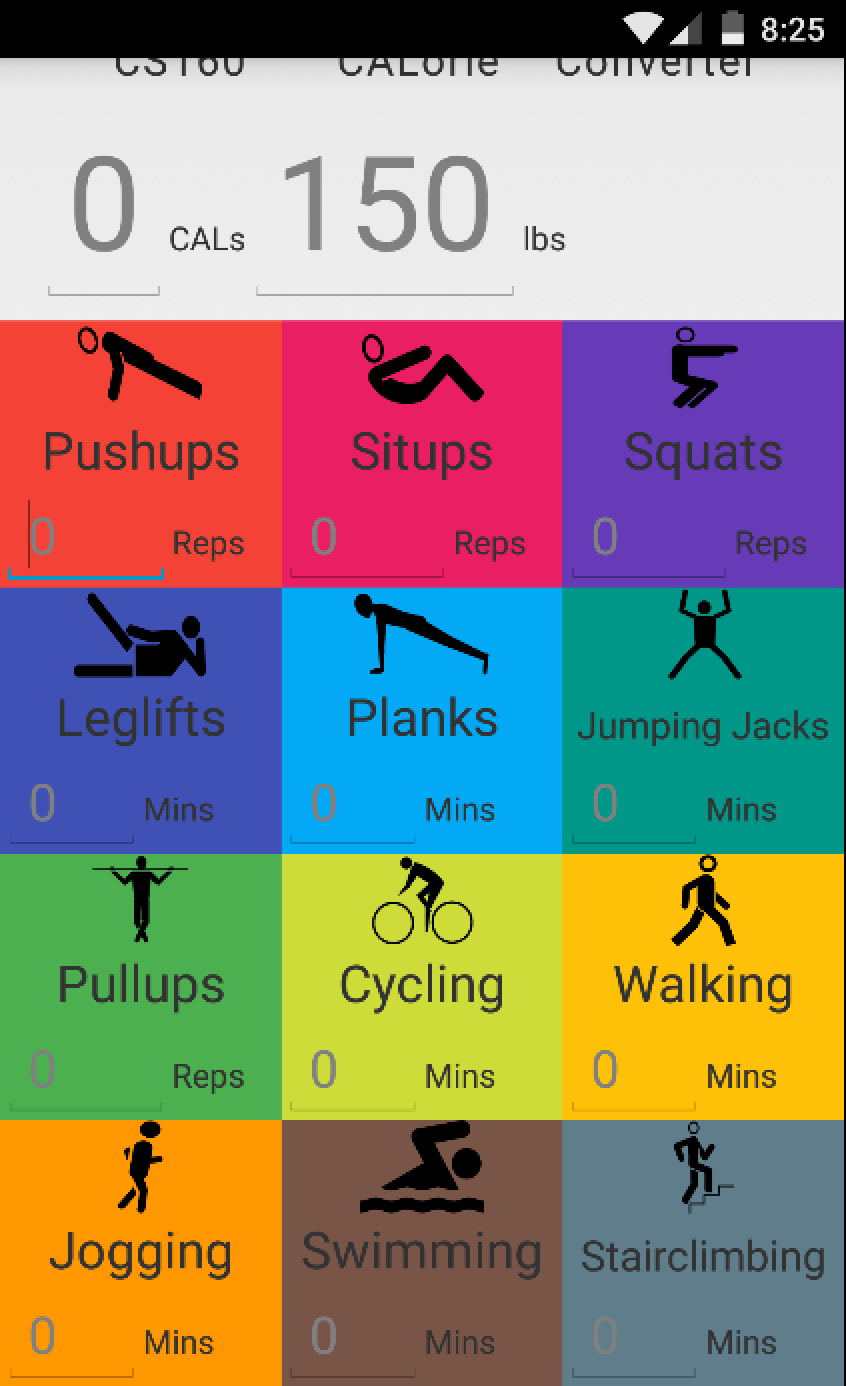 8:25
CS160 CALorie Converter
0 CALs 150 lbs
Pushups Situps Squats
0 Reps 0 Reps 0 Reps
Leglifts Planks Jumping Jacks
0 Mins 0 Mins 0 Mins
Pullups Cycling Walking
0 Reps 0 Mins 0 Mins
Jogging Swimming Stairclimbing
0 Mins 0 Mins 0 Mins